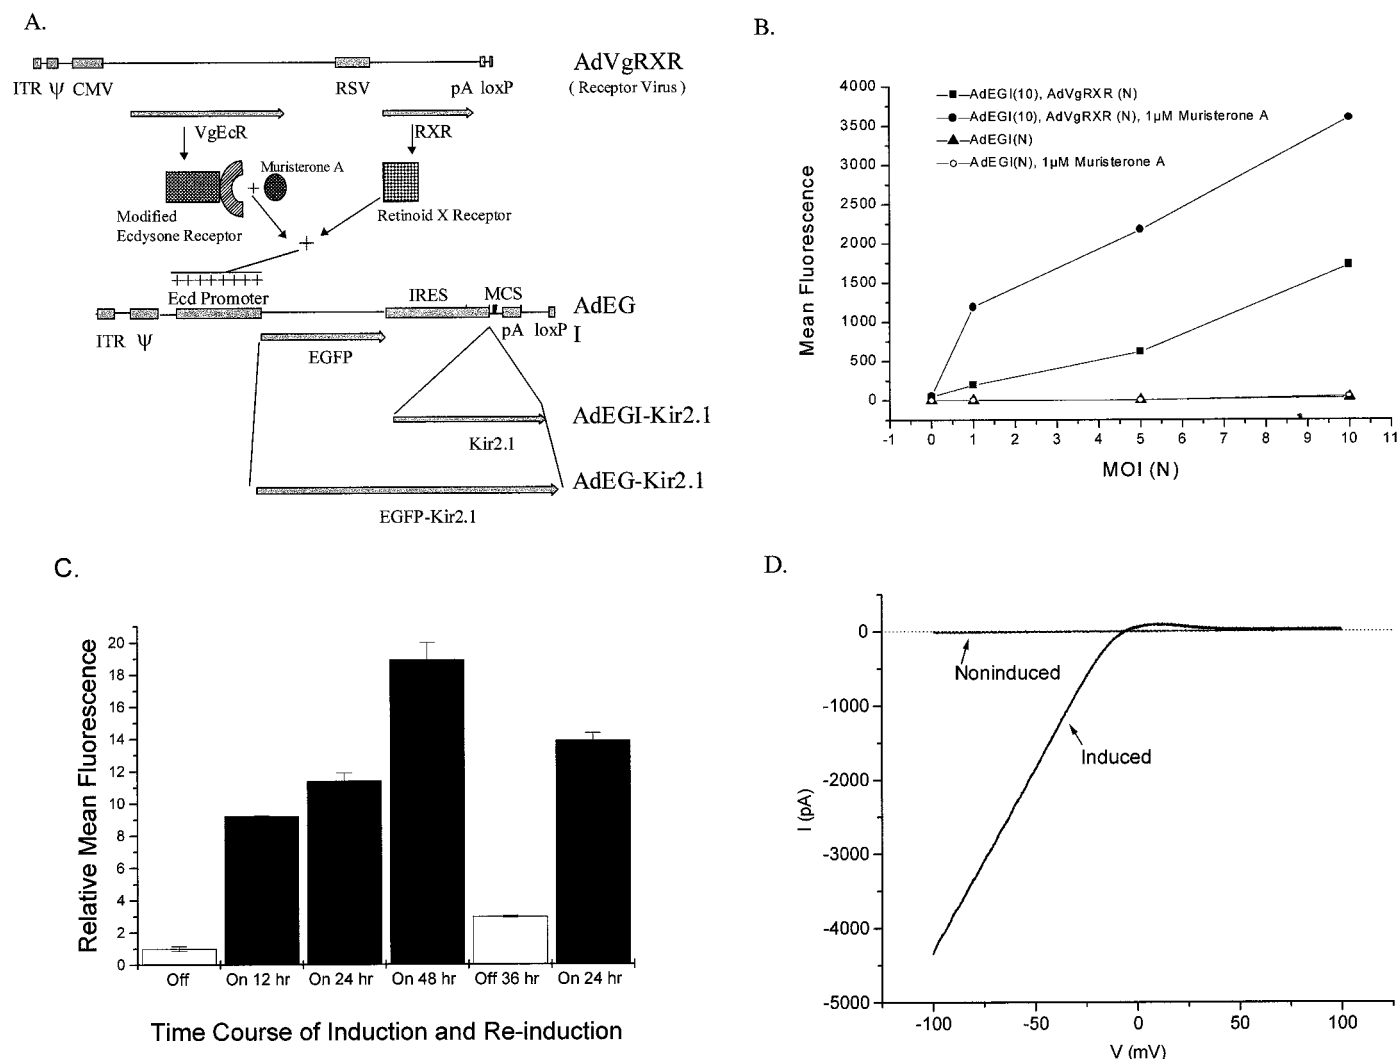 A.
AdVgRXR
( Receptor Virus )
ITR ψ CMV RSV pA loxP
VgEcR RXR
Muristerone A
+
Modified
Ecdysone Receptor
Retinoid X Receptor
+
Ecd Promoter IRES MCS AdEG
I
ITR ψ pA loxP
EGFP
AdEGI-Kir2.1
Kir2.1
AdEG-Kir2.1
EGFP-Kir2.1
B.
AdEGI(10), AdVgRXR (N)
AdEGI(10), AdVgRXR (N), 1µM Muristerone A
AdEGI(N)
AdEGI(N), 1µM Muristerone A
Mean Fluorescence
4000
3500
3000
2500
2000
1500
1000
500
0
-1 0 1 2 3 4 5 6 7 8 9 10 11
MOI (N)
C.
Relative Mean Fluorescence
20
18
16
14
12
10
8
6
4
2
0
Off On 12 hr On 24 hr On 48 hr Off 36 hr On 24 hr
Time Course of Induction and Re-induction
D.
I (pA)
0
-1000
-2000
-3000
-4000
-5000
Noninduced
Induced
-100 -50 0 50 100
V (mV)